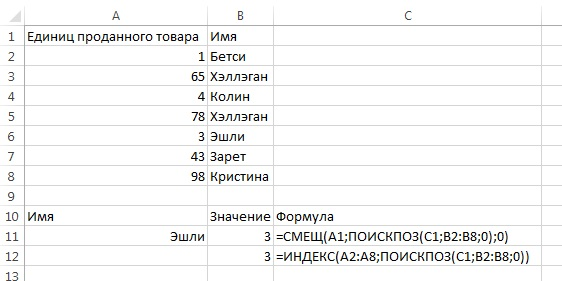 A B C
1 Единиц проданного товара Имя
2 1 Бетси
3 65 Хэллэган
4 4 Колин
5 78 Хэллэган
6 3 Эшли
7 43 Зарет
8 98 Кристина
9
10 Имя Значение Формула
11 Эшли 3 =СМЕЩ(A1;ПОИСКПОЗ(C1;B2:B8;0);0)
12 3 =ИНДЕКС(A2:A8;ПОИСКПОЗ(C1;B2:B8;0))
13